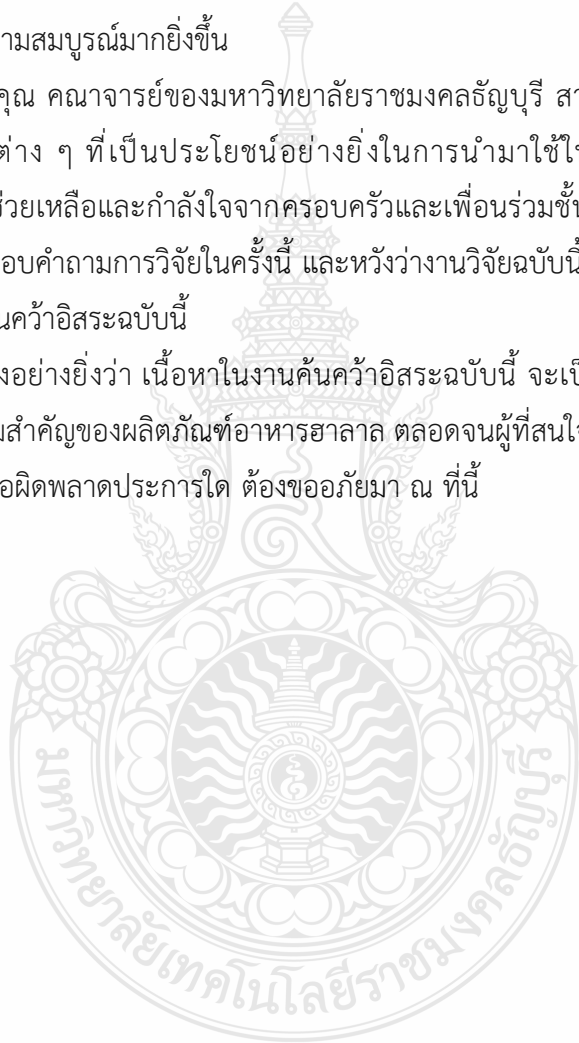 ามสมบูรณ์มากยิ่งขึ้น
คุณ คณาจารย์ของมหาวิทยาลัยราชมงคลธัญบุรี สา
ต่าง ๆ ที่เป็นประโยชน์อย่างยิ่งในการนำมาใช้ใน
ช่วยเหลือและกำลังใจจากครอบครัวและเพื่อนร่วมชั้น
อบคำถามการวิจัยในครั้งนี้ และหวังว่างานวิจัยฉบับนี้
นคว้าอิสระฉบับนี้
งอย่างยิ่งว่า เนื้อหาในงานค้นคว้าอิสระฉบับนี้ จะเป็
มสำคัญของผลิตภัณฑ์อาหารฮาลาล ตลอดจนผู้ที่สนใจ
อผิดพลาดประการใด ต้องขออภัยมา ณ ที่นี้
มหาวิทยาลัยเทคโนโลยีราชมงคลธัญบุรี